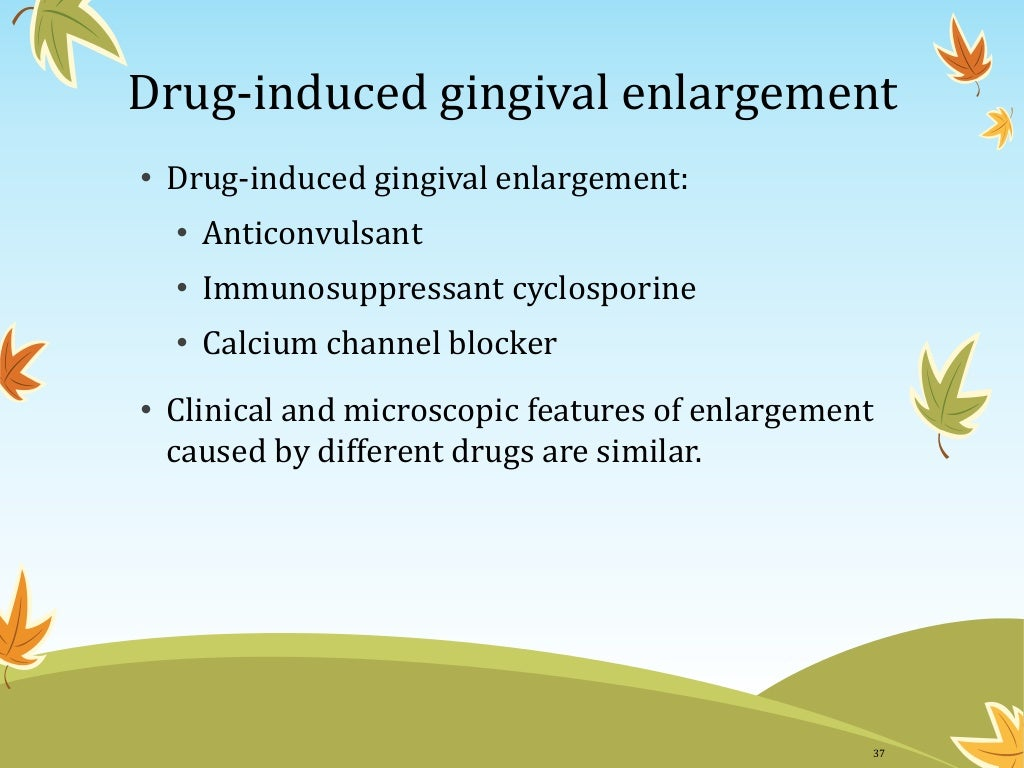 Drug-induced gingival enlargement
• Drug-induced gingival enlargement:
• Anticonvulsant
• Immunosuppressant cyclosporine
• Calcium channel blocker
• Clinical and microscopic features of enlargement
caused by different drugs are similar.
37